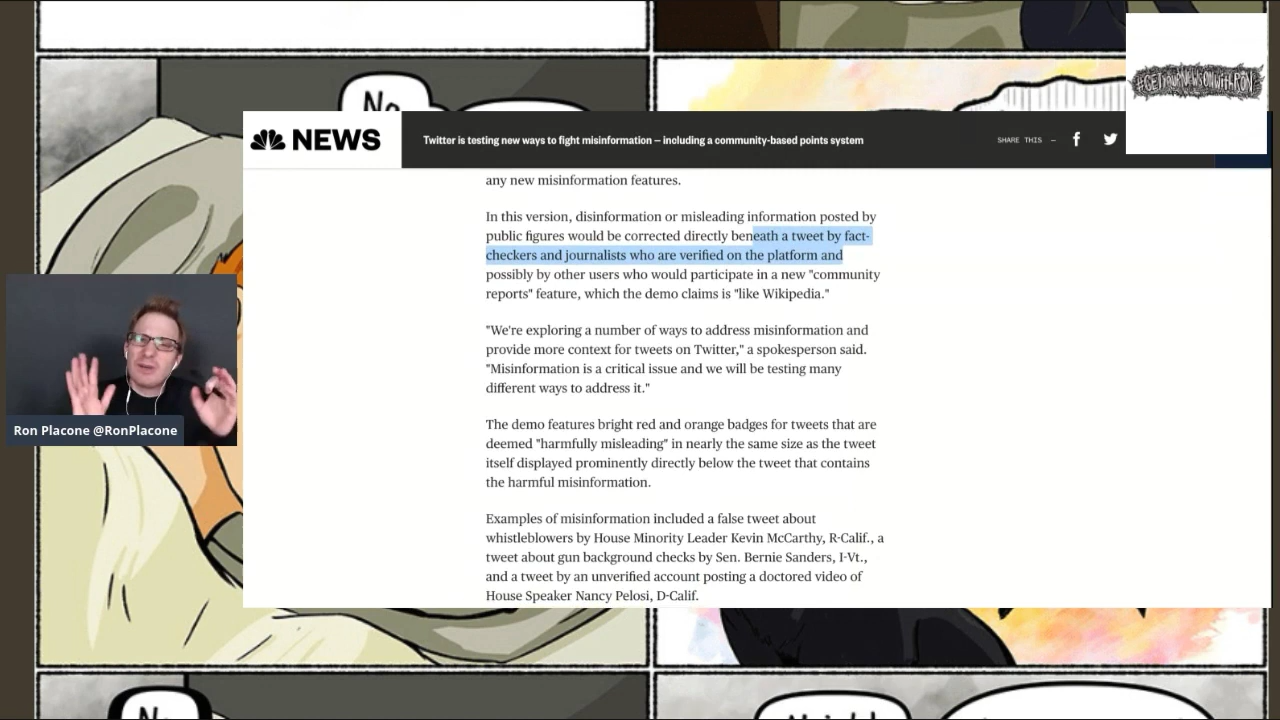 No
#GETYOURNEWSONWITHRON
NEWS
Twitter is testing new ways to fight misinformation — including a community-based points system
SHARE THIS —
any new misinformation features.
In this version, disinformation or misleading information posted by
public figures would be corrected directly beneath a tweet by fact-
checkers and journalists who are verified on the platform and
possibly by other users who would participate in a new "community
reports" feature, which the demo claims is "like Wikipedia."
"We're exploring a number of ways to address misinformation and
provide more context for tweets on Twitter," a spokesperson said.
"Misinformation is a critical issue and we will be testing many
different ways to address it."
Ron Placone @RonPlacone
The demo features bright red and orange badges for tweets that are
deemed "harmfully misleading" in nearly the same size as the tweet
itself displayed prominently directly below the tweet that contains
the harmful misinformation.
Examples of misinformation included a false tweet about
whistleblowers by House Minority Leader Kevin McCarthy, R-Calif., a
tweet about gun background checks by Sen. Bernie Sanders, I-Vt.,
and a tweet by an unverified account posting a doctored video of
House Speaker Nancy Pelosi, D-Calif.